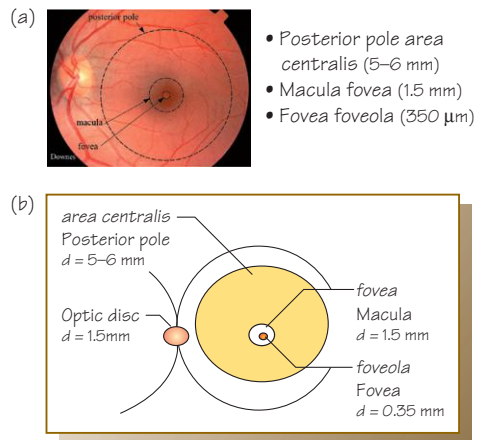 (a)
posterior pole
macula
fovea
Downes
• Posterior pole area
centralis (5–6 mm)
• Macula fovea (1.5 mm)
• Fovea foveola (350 μm)
(b)
area centralis
Posterior pole
d = 5–6 mm
Optic disc
d = 1.5mm
fovea
Macula
d = 1.5 mm
foveola
Fovea
d = 0.35 mm